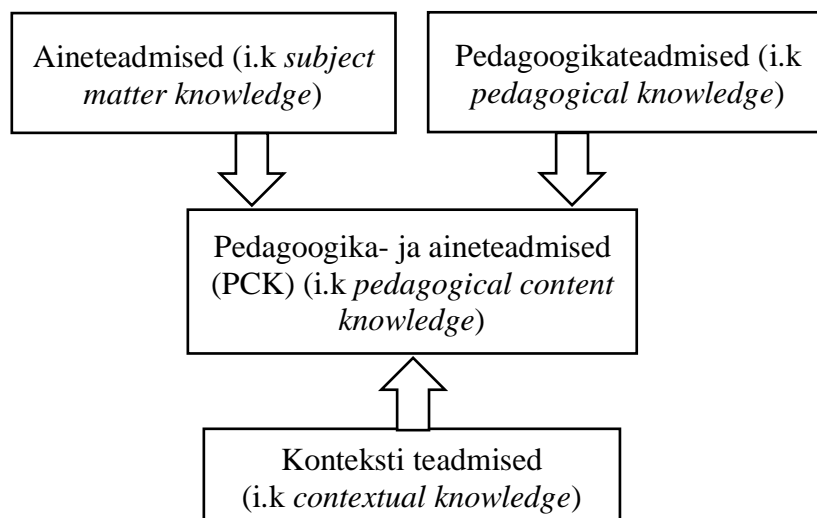 Aineteadmised (i.k subject
matter knowledge)
Pedagoogikateadmised (i.k
pedagogical knowledge)
Pedagoogika- ja aineteadmised
(PCK) (i.k pedagogical content
knowledge)
Konteksti teadmised
(i.k contextual knowledge)